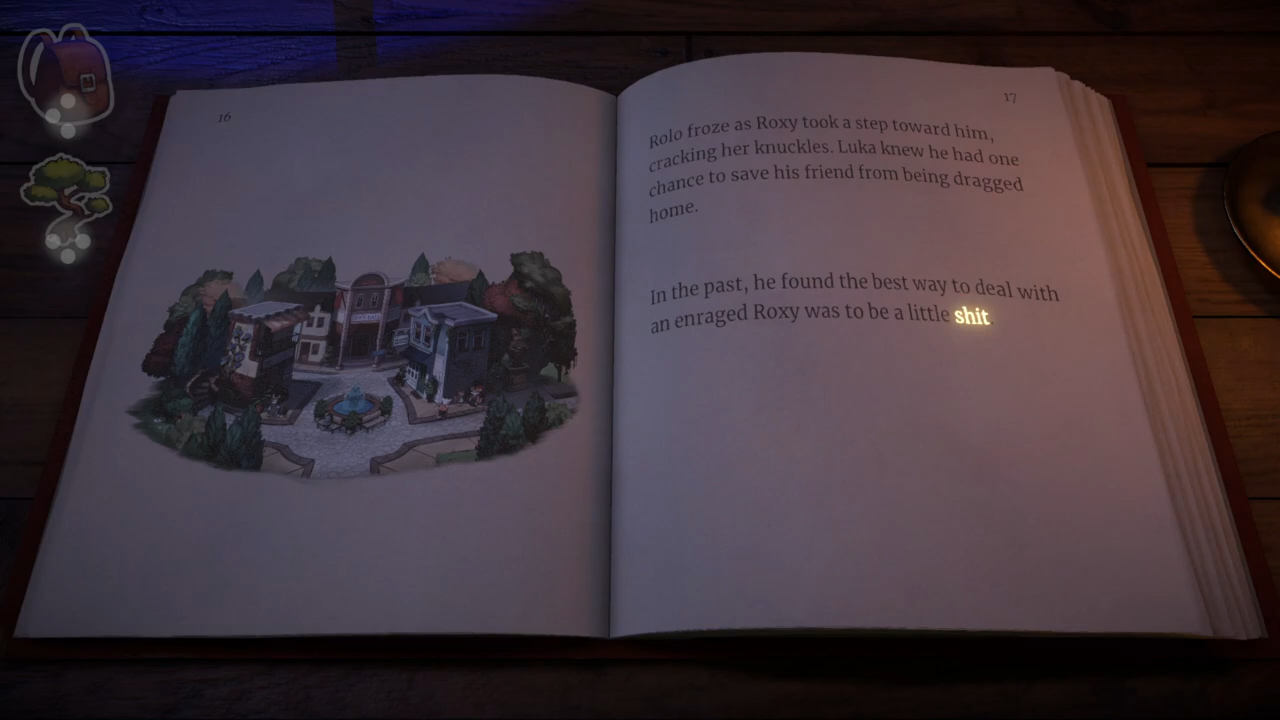 16
17
Rolo froze as Roxy took a step toward him,
cracking her knuckles. Luka knew he had one
chance to save his friend from being dragged
home.
In the past, he found the best way to deal with
an enraged Roxy was to be a little shit